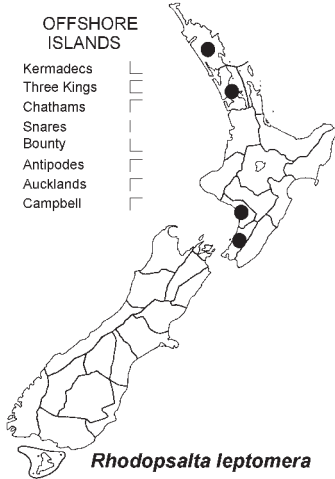 OFFSHORE
ISLANDS
Kermadecs
Three Kings
Chathams
Snares
Bounty
Antipodes
Aucklands
Campbell
Rhodopsalta leptomera